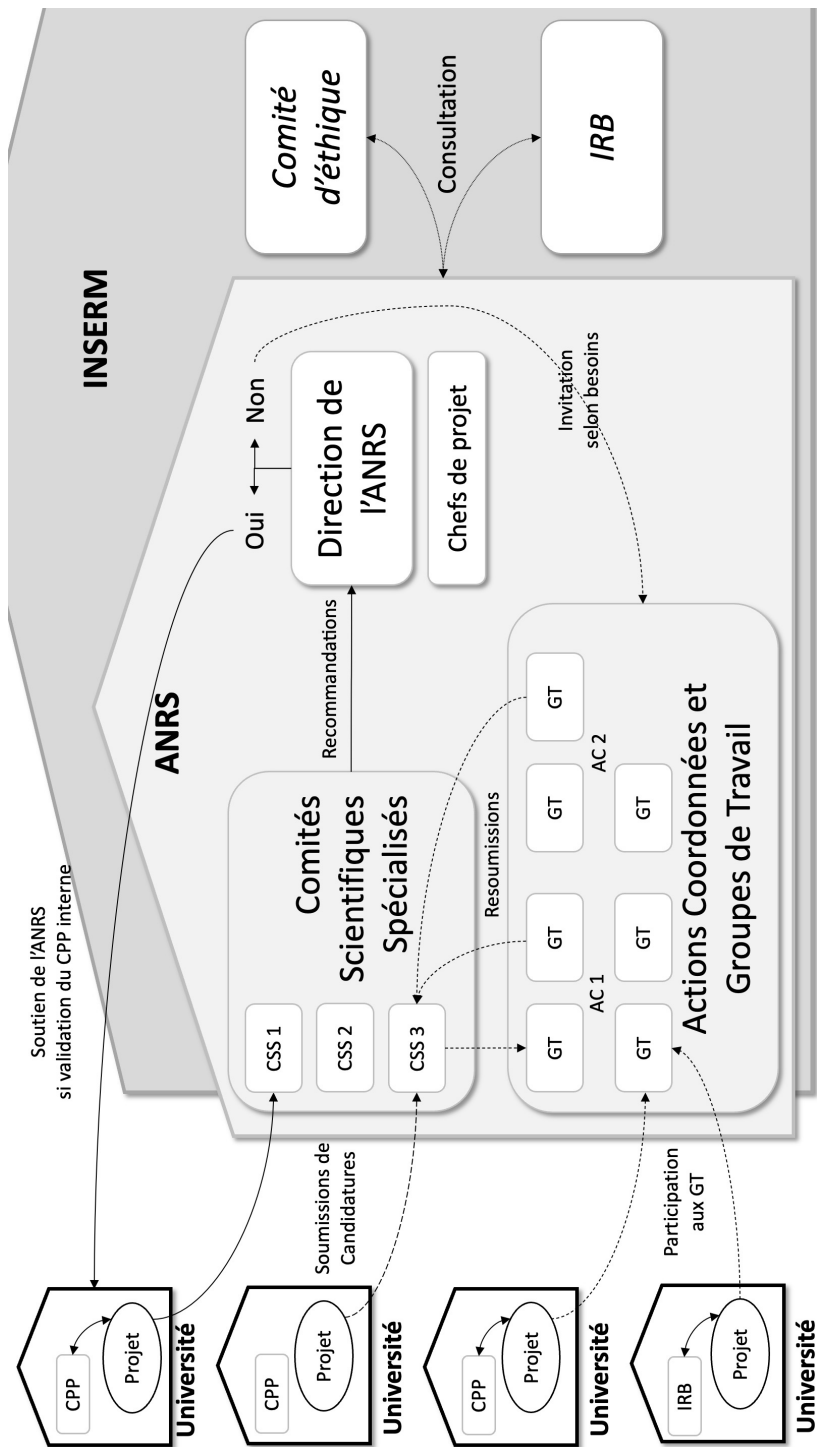 INSERM
ANRS
Soutien de l'ANRS
si validation du CPP interne
CPP
Projet
Université
CPP
Projet
Université
CPP
Projet
Université
IRB
Projet
Université
Soumissions de
Candidatures
Participation
aux GT
CSS 1
CSS 2
CSS 3
Comités
Scientifiques
Spécialisés
Recommandations
Oui
Non
Direction de
l'ANRS
Chefs de projet
Resoumissions
Invitation
selon besoins
GT
GT
GT
GT
AC 1
AC 2
GT
GT
GT
Actions Coordonnées et
Groupes de Travail
Comité
d'éthique
Consultation
IRB